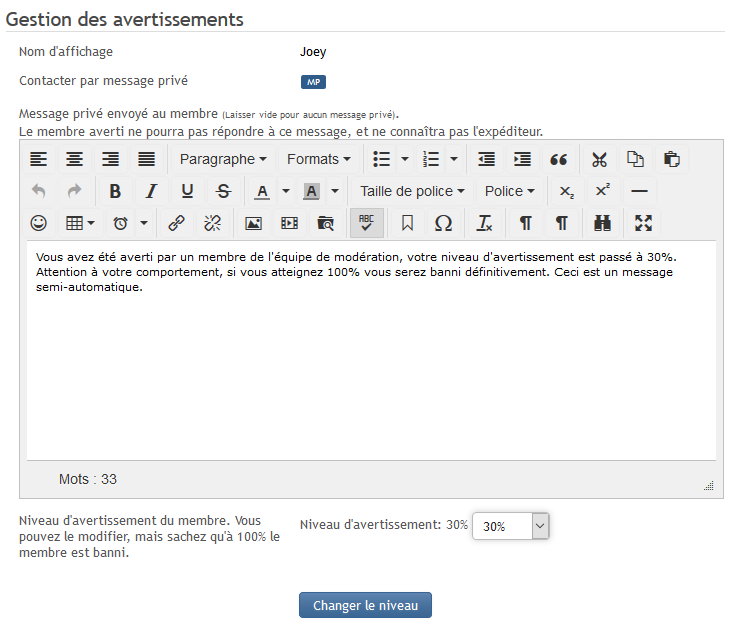 Gestion des avertissements
Nom d'affichage Joey
Contacter par message privé MP
Message privé envoyé au membre (Laisser vide pour aucun message privé).
Le membre averti ne pourra pas répondre à ce message, et ne connaîtra pas l'expéditeur.
Paragraphe Formats
B I U S A A Taille de police Police x₂ x²
ABC Ω Tx ¶ ¶
Vous avez été averti par un membre de l'équipe de modération, votre niveau d'avertissement est passé à 30%.
Attention à votre comportement, si vous atteignez 100% vous serez banni définitivement. Ceci est un message
semi-automatique.
Mots : 33
Niveau d'avertissement du membre. Vous
pouvez le modifier, mais sachez qu'à 100% le
membre est banni.
Niveau d'avertissement: 30% 30%
Changer le niveau